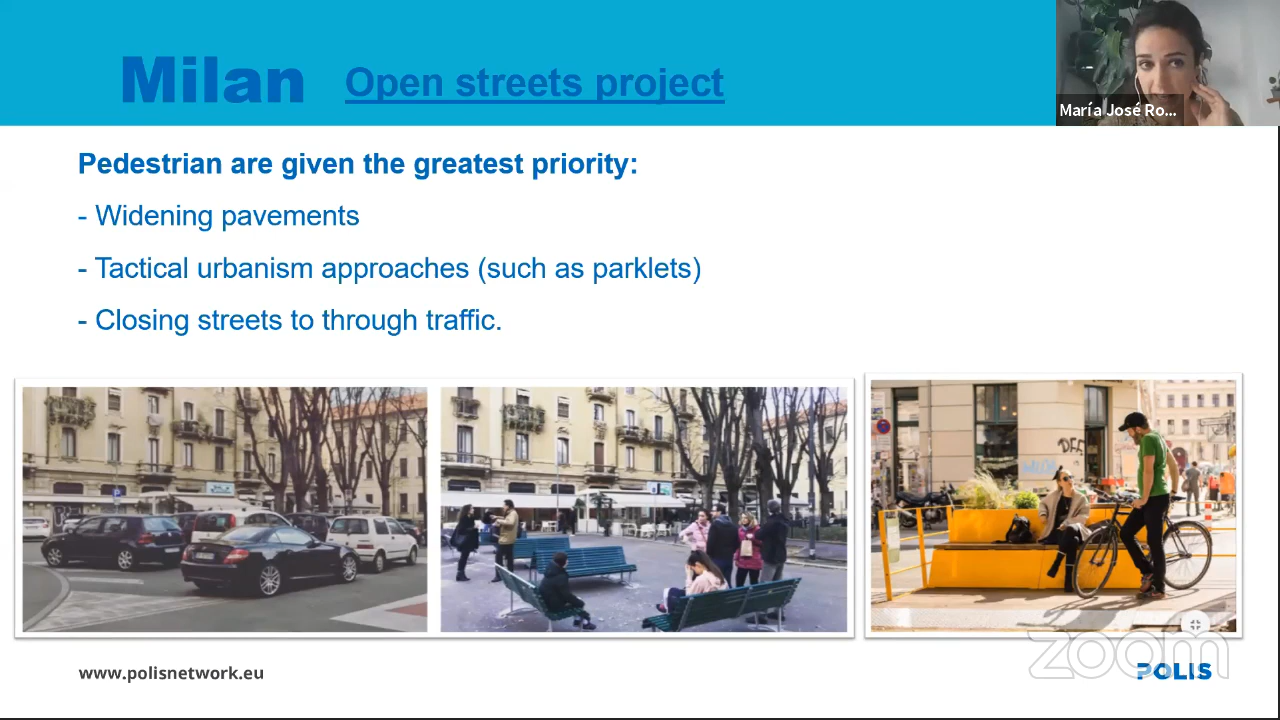 Milan Open streets project
María José Ro...
Pedestrian are given the greatest priority:
- Widening pavements
- Tactical urbanism approaches (such as parklets)
- Closing streets to through traffic.
P
www.polisnetwork.eu
zoom
POLIS